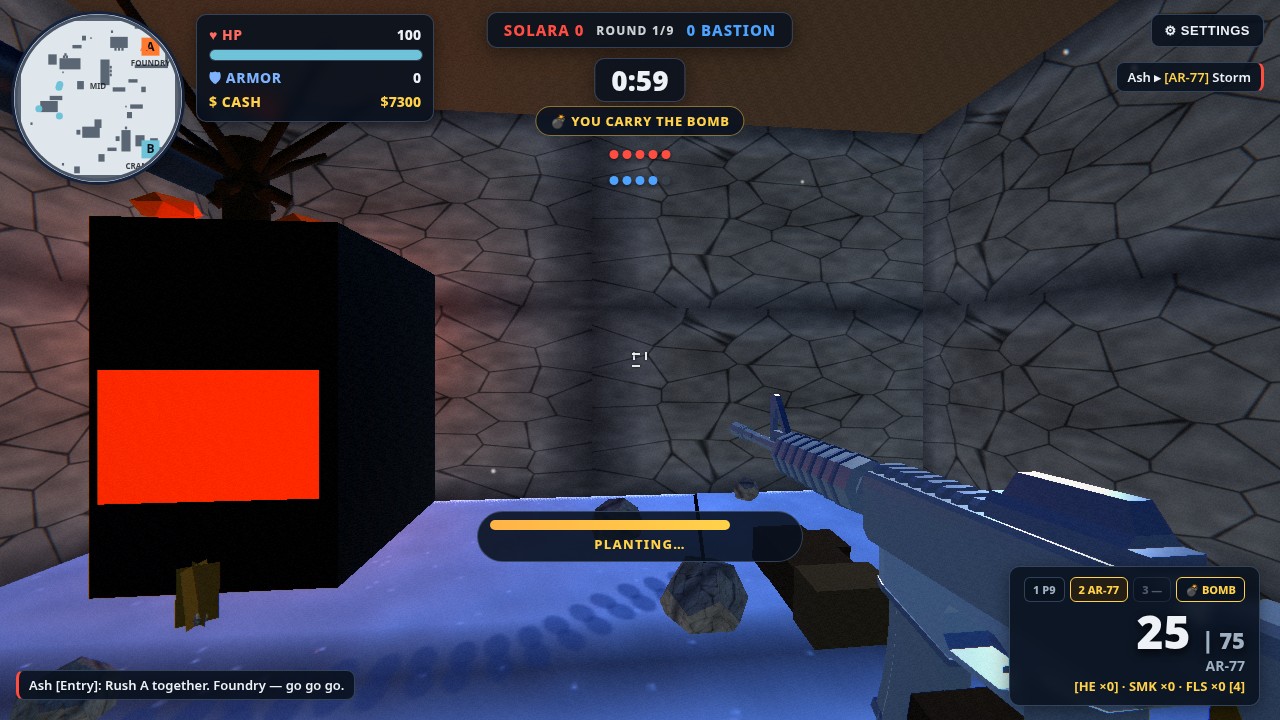 A
FOUNDRY
MID
B
♥ HP 100
🛡 ARMOR 0
$ CASH $7300
SOLARA 0 ROUND 1/9 0 BASTION
0:59
💣 YOU CARRY THE BOMB
⚙ SETTINGS
Ash ▸ [AR-77] Storm
PLANTING…
1 P9 2 AR-77 3 — 💣 BOMB
25 | 75
AR-77
[HE ×0] · SMK ×0 · FLS ×0 [4]
Ash [Entry]: Rush A together. Foundry — go go go.